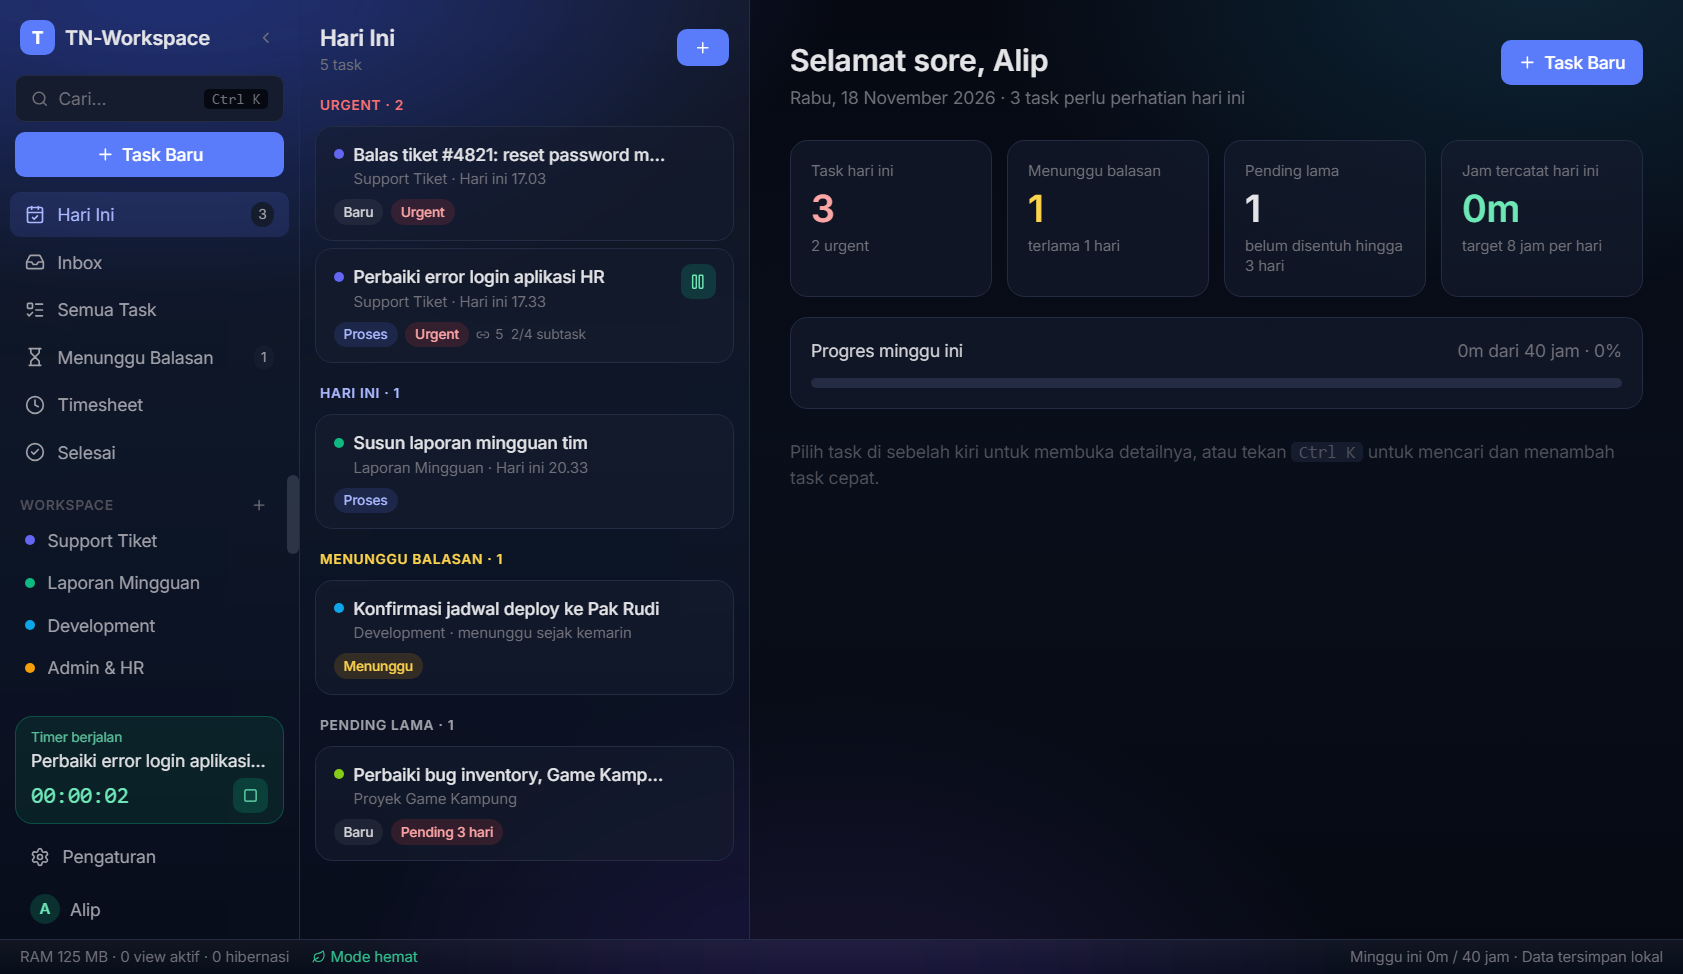 T TN-Workspace
Cari... Ctrl K
+ Task Baru
Hari Ini 3
Inbox
Semua Task
Menunggu Balasan 1
Timesheet
Selesai
WORKSPACE +
Support Tiket
Laporan Mingguan
Development
Admin & HR
Timer berjalan
Perbaiki error login aplikasi...
00:00:02
Pengaturan
A Alip
Hari Ini
5 task
+
URGENT · 2
Balas tiket #4821: reset password m...
Support Tiket · Hari ini 17.03
Baru Urgent
Perbaiki error login aplikasi HR
Support Tiket · Hari ini 17.33
Proses Urgent 5 2/4 subtask
HARI INI · 1
Susun laporan mingguan tim
Laporan Mingguan · Hari ini 20.33
Proses
MENUNGGU BALASAN · 1
Konfirmasi jadwal deploy ke Pak Rudi
Development · menunggu sejak kemarin
Menunggu
PENDING LAMA · 1
Perbaiki bug inventory, Game Kamp...
Proyek Game Kampung
Baru Pending 3 hari
Selamat sore, Alip
Rabu, 18 November 2026 · 3 task perlu perhatian hari ini
+ Task Baru
Task hari ini
3
2 urgent
Menunggu balasan
1
terlama 1 hari
Pending lama
1
belum disentuh hingga
3 hari
Jam tercatat hari ini
0m
target 8 jam per hari
Progres minggu ini 0m dari 40 jam · 0%
Pilih task di sebelah kiri untuk membuka detailnya, atau tekan Ctrl K untuk mencari dan menambah
task cepat.
RAM 125 MB · 0 view aktif · 0 hibernasi Mode hemat
Minggu ini 0m / 40 jam · Data tersimpan lokal